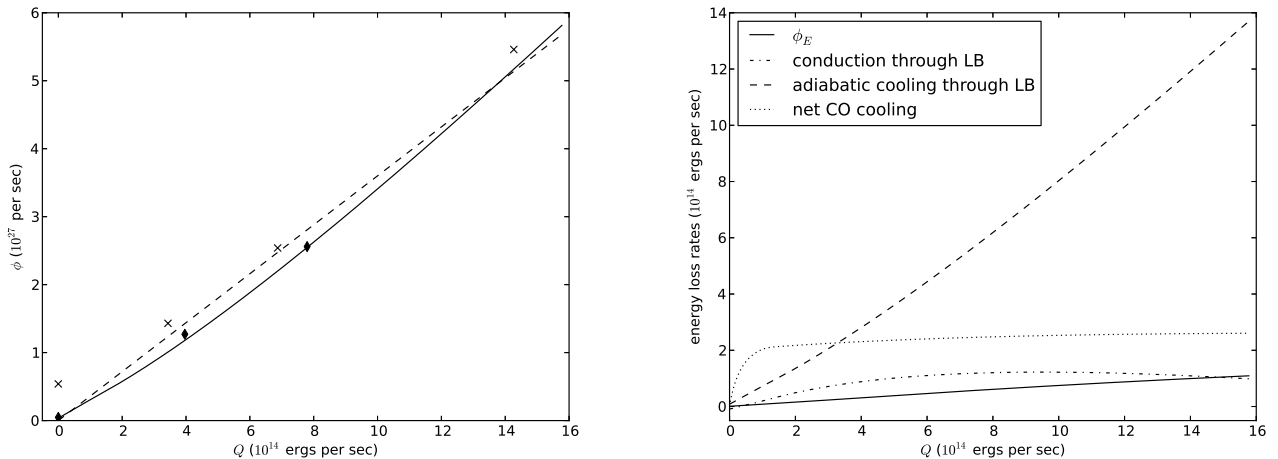 6
5
4
3
2
1
0
ϕ (10^27 per sec)
0 2 4 6 8 10 12 14 16
Q (10^14 ergs per sec)
14
12
10
8
6
4
2
0
energy loss rates (10^14 ergs per sec)
ϕ_E
conduction through LB
adiabatic cooling through LB
net CO cooling
0 2 4 6 8 10 12 14 16
Q (10^14 ergs per sec)